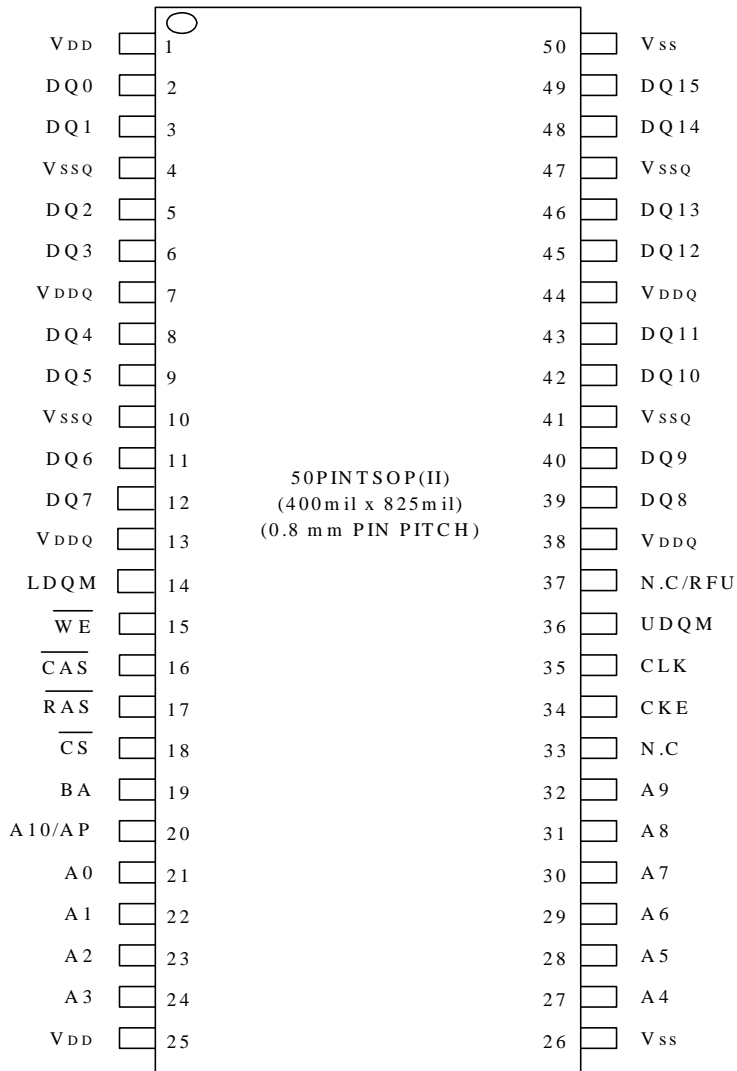 VDD 1 50 Vss
DQ0 2 49 DQ15
DQ1 3 48 DQ14
VSSQ 4 47 VSSQ
DQ2 5 46 DQ13
DQ3 6 45 DQ12
VDDQ 7 44 VDDQ
DQ4 8 43 DQ11
DQ5 9 42 DQ10
VSSQ 10 41 VSSQ
DQ6 11 40 DQ9
DQ7 12 39 DQ8
VDDQ 13 38 VDDQ
LDQM 14 37 N.C/RFU
WE 15 36 UDQM
CAS 16 35 CLK
RAS 17 34 CKE
CS 18 33 N.C
BA 19 32 A9
A10/AP 20 31 A8
A0 21 30 A7
A1 22 29 A6
A2 23 28 A5
A3 24 27 A4
VDD 25 26 Vss
50PINTSOP(II)
(400mil x 825mil)
(0.8 mm PIN PITCH)